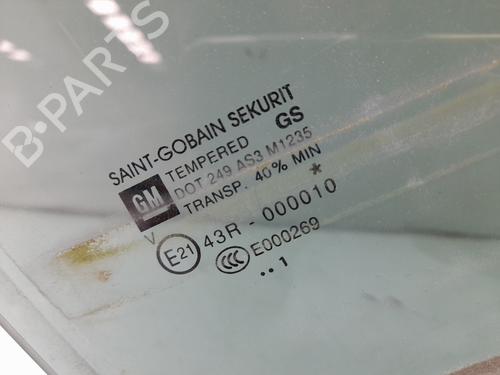 B-PARTS
SAINT-GOBAIN SEKURIT
GM
TEMPERED GS
DOT 249 AS3 M1235
TRANSP. 40% MIN
*
V
E21 43R - 000010
CCC E000269
.. 1